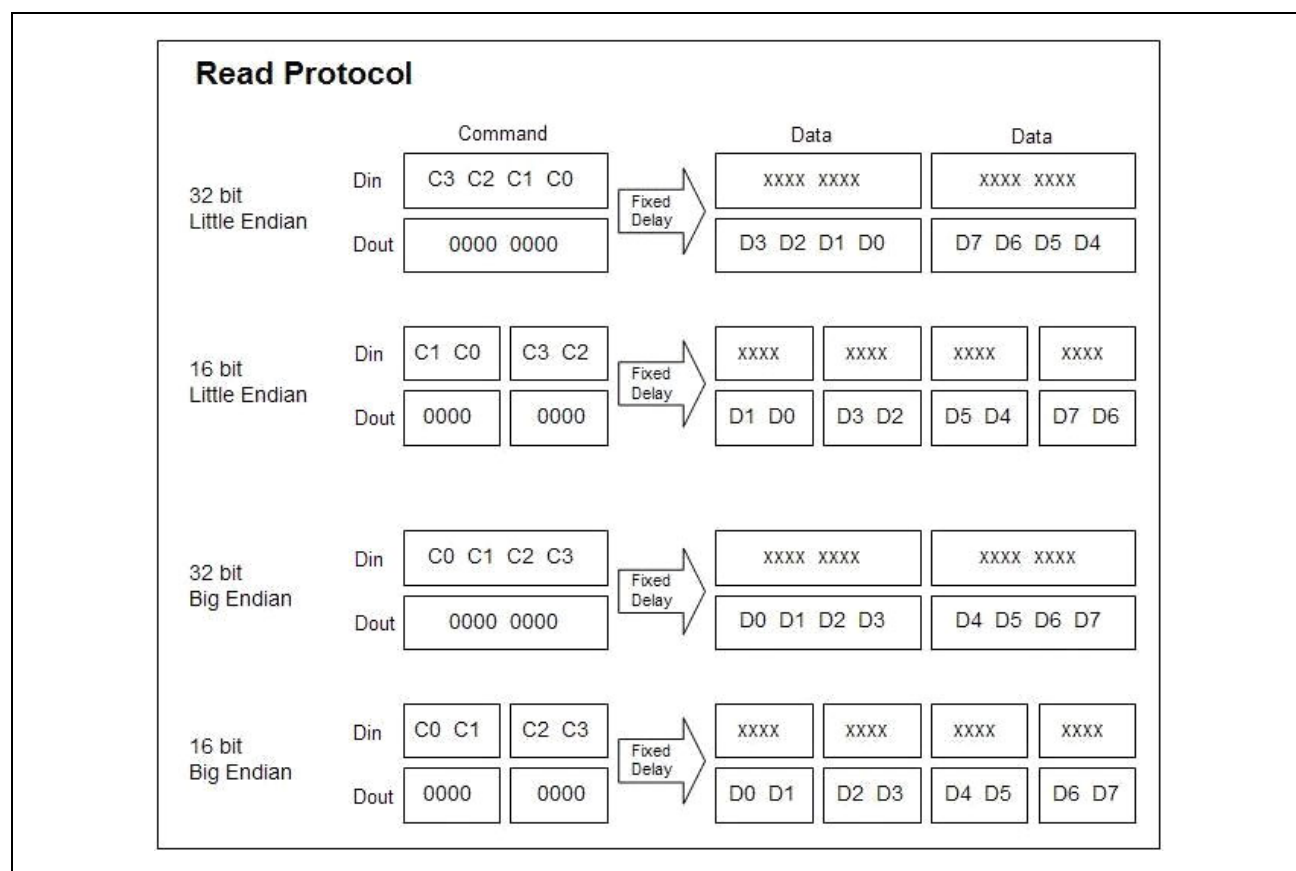 Read Protocol
Command Data Data
32 bit
Little Endian
Din C3 C2 C1 C0 Fixed Delay XXXX XXXX XXXX XXXX
Dout 0000 0000 D3 D2 D1 D0 D7 D6 D5 D4
16 bit
Little Endian
Din C1 C0 C3 C2 Fixed Delay XXXX XXXX XXXX XXXX
Dout 0000 0000 D1 D0 D3 D2 D5 D4 D7 D6
32 bit
Big Endian
Din C0 C1 C2 C3 Fixed Delay XXXX XXXX XXXX XXXX
Dout 0000 0000 D0 D1 D2 D3 D4 D5 D6 D7
16 bit
Big Endian
Din C0 C1 C2 C3 Fixed Delay XXXX XXXX XXXX XXXX
Dout 0000 0000 D0 D1 D2 D3 D4 D5 D6 D7